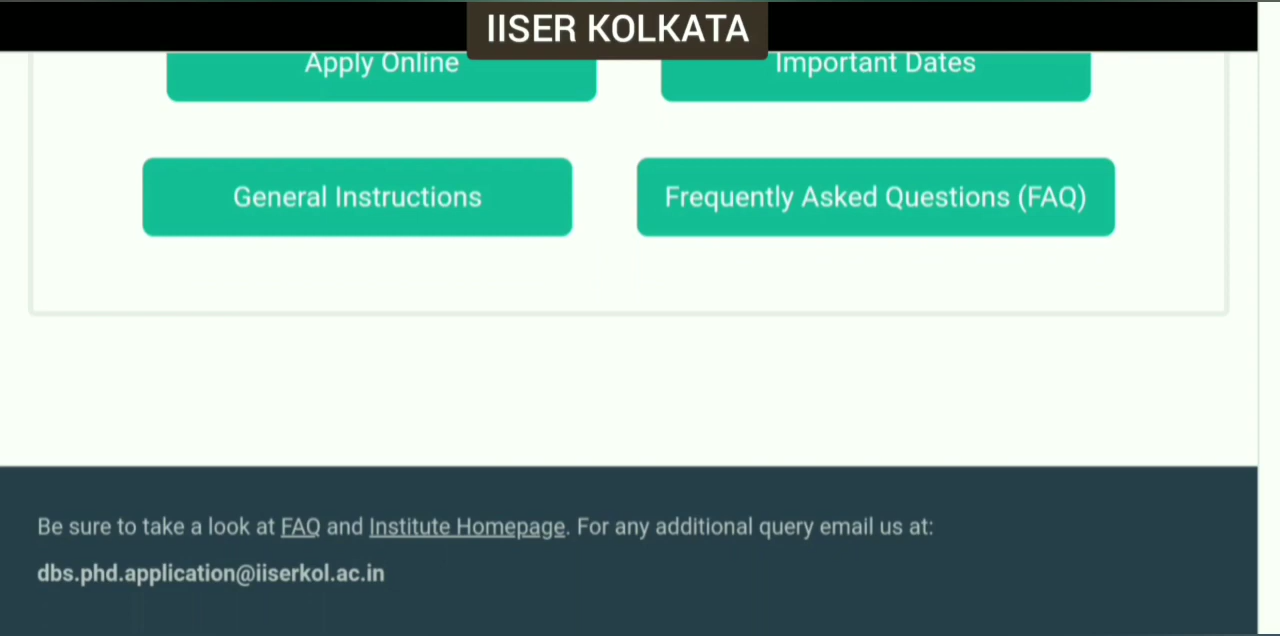 IISER KOLKATA
Apply Online
Important Dates
General Instructions
Frequently Asked Questions (FAQ)
Be sure to take a look at FAQ and Institute Homepage. For any additional query email us at:
dbs.phd.application@iiserkol.ac.in